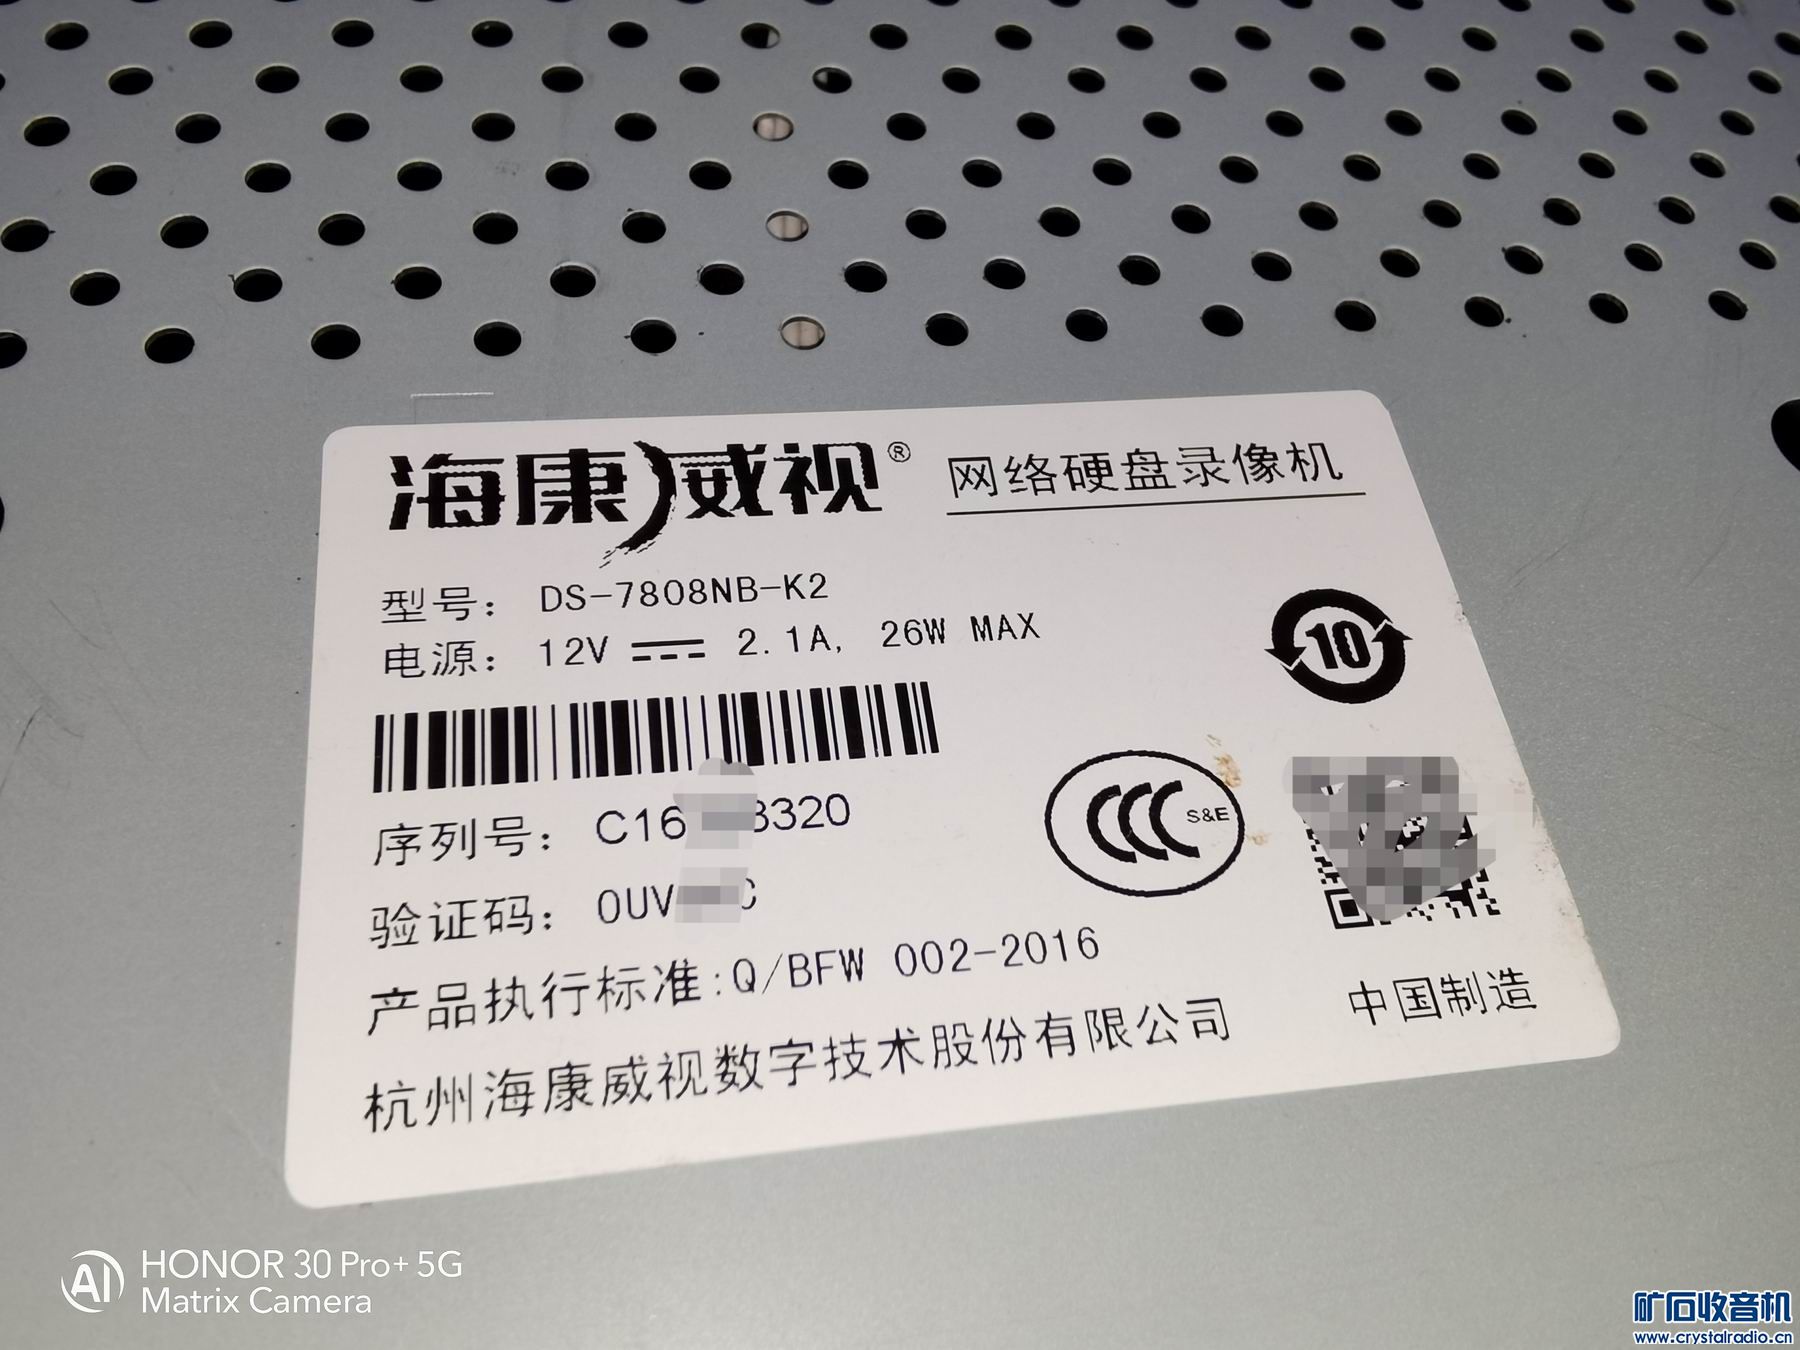 海康威视® 网络硬盘录像机
型号: DS-7808NB-K2
电源: 12V 2.1A, 26W MAX
10
序列号: C16 3320
验证码: 0UV C
S&E
产品执行标准:Q/BFW 002-2016
杭州海康威视数字技术股份有限公司
中国制造
AI HONOR 30 Pro+ 5G
Matrix Camera
矿石收音机
www.crystalradio.cn